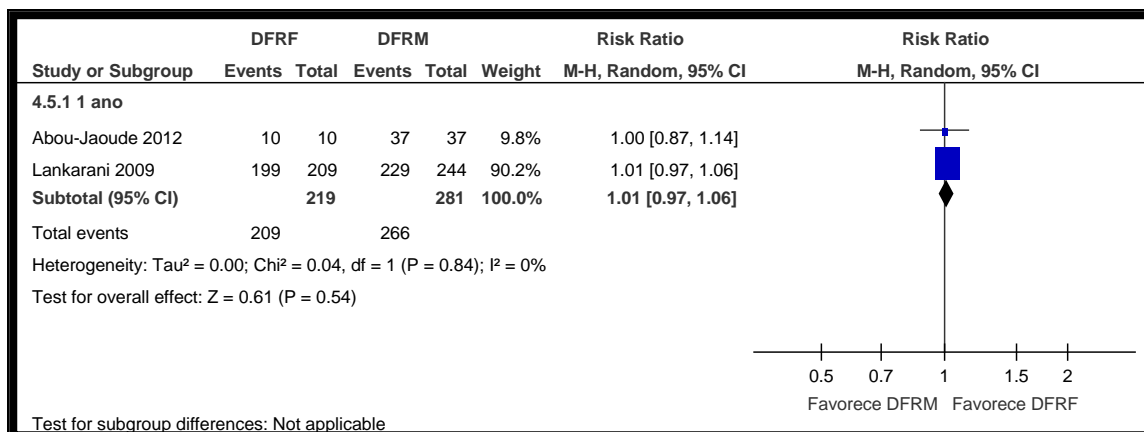 DFRF DFRM Risk Ratio Risk Ratio
Study or Subgroup Events Total Events Total Weight M-H, Random, 95% CI M-H, Random, 95% CI
4.5.1 1 ano
Abou-Jaoude 2012 10 10 37 37 9.8% 1.00 [0.87, 1.14]
Lankarani 2009 199 209 229 244 90.2% 1.01 [0.97, 1.06]
Subtotal (95% CI) 219 281 100.0% 1.01 [0.97, 1.06]
Total events 209 266
Heterogeneity: Tau² = 0.00; Chi² = 0.04, df = 1 (P = 0.84); I² = 0%
Test for overall effect: Z = 0.61 (P = 0.54)
0.5 0.7 1 1.5 2
Favorece DFRM Favorece DFRF
Test for subgroup differences: Not applicable